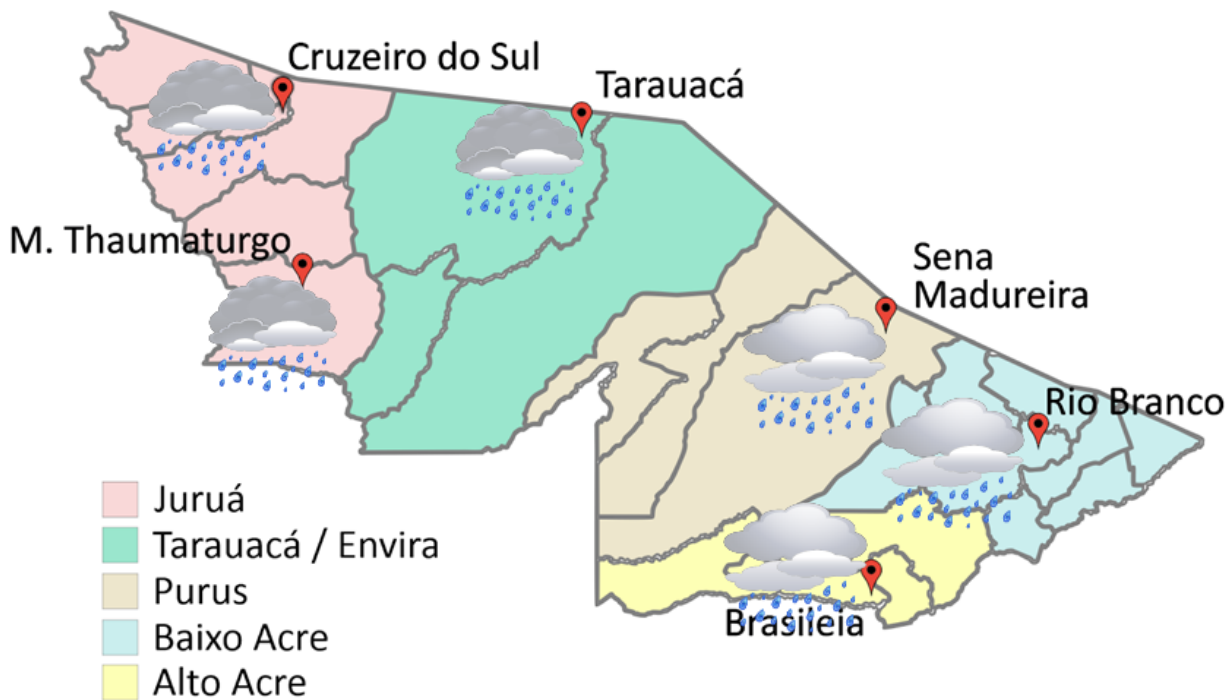 Cruzeiro do Sul
Tarauacá
M. Thaumaturgo
Sena
Madureira
Rio Branco
Brasileia
Juruá
Tarauacá / Envira
Purus
Baixo Acre
Alto Acre